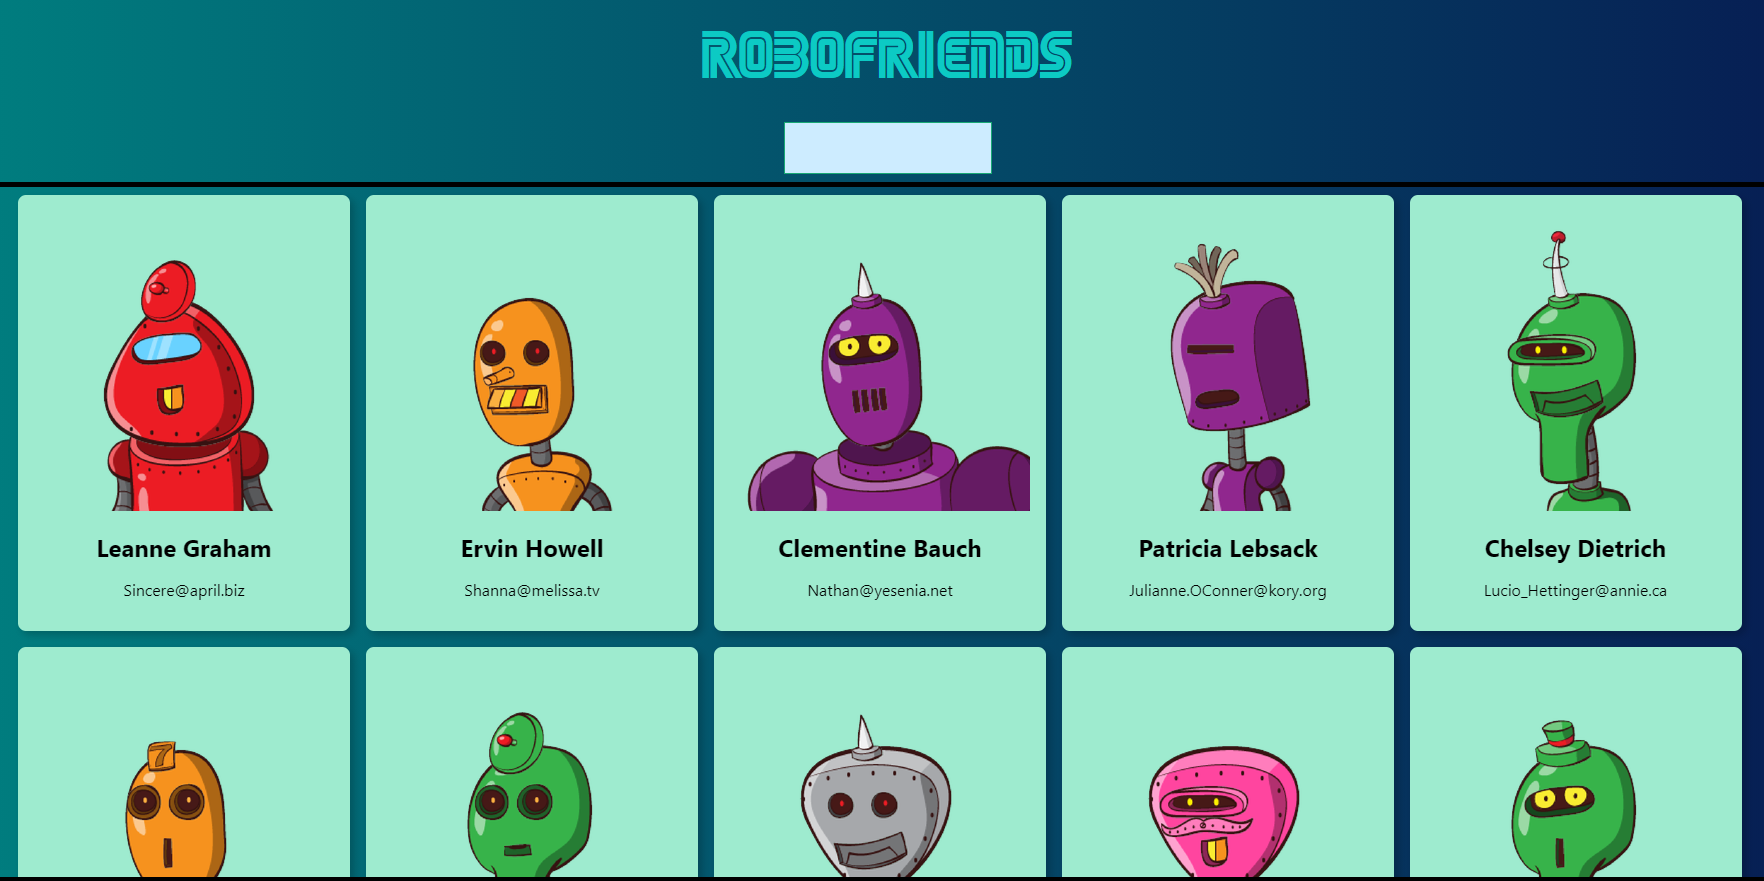 ROBOFRIENDS
Leanne Graham
Sincere@april.biz
Ervin Howell
Shanna@melissa.tv
Clementine Bauch
Nathan@yesenia.net
Patricia Lebsack
Julianne.OConner@kory.org
Chelsey Dietrich
Lucio_Hettinger@annie.ca
7